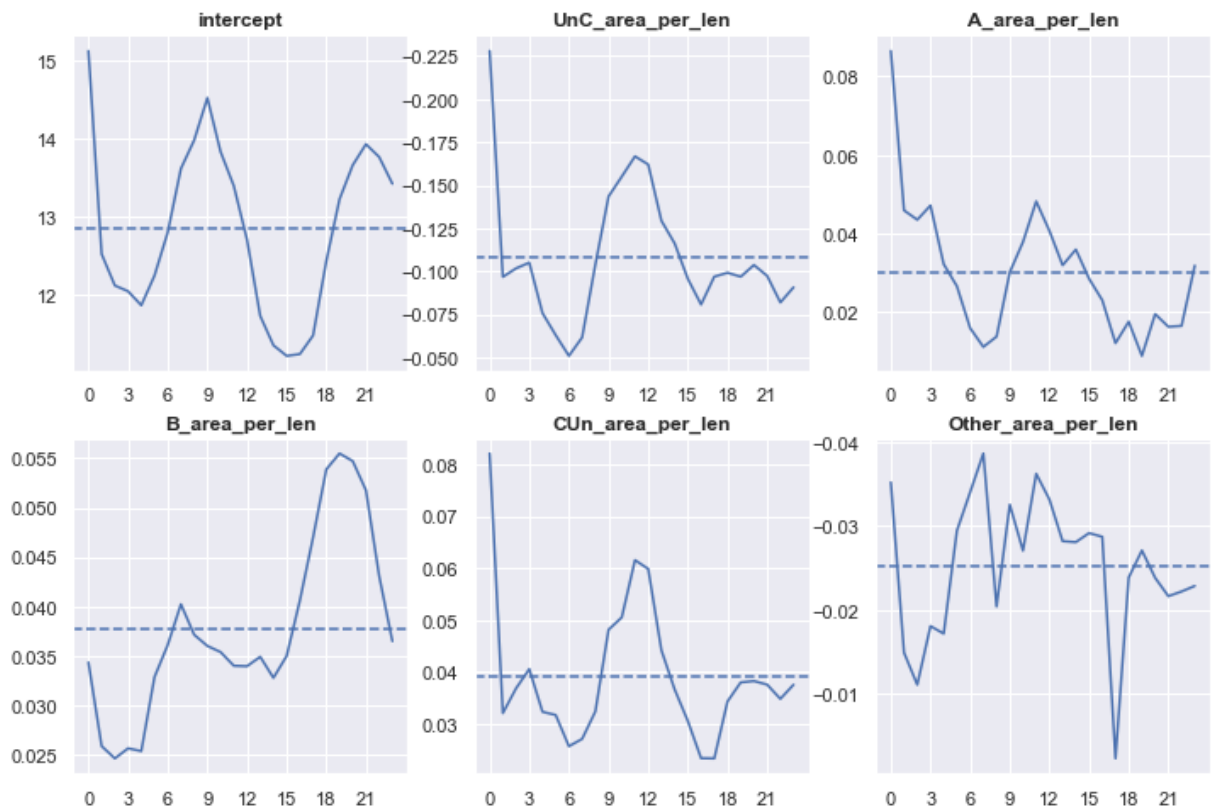 intercept
UnC_area_per_len
A_area_per_len
15
14
13
12
−0.225
−0.200
−0.175
−0.150
−0.125
−0.100
−0.075
−0.050
0.08
0.06
0.04
0.02
0 3 6 9 12 15 18 21
0 3 6 9 12 15 18 21
0 3 6 9 12 15 18 21
B_area_per_len
CUn_area_per_len
Other_area_per_len
0.055
0.050
0.045
0.040
0.035
0.030
0.025
0.08
0.07
0.06
0.05
0.04
0.03
−0.04
−0.03
−0.02
−0.01
0 3 6 9 12 15 18 21
0 3 6 9 12 15 18 21
0 3 6 9 12 15 18 21